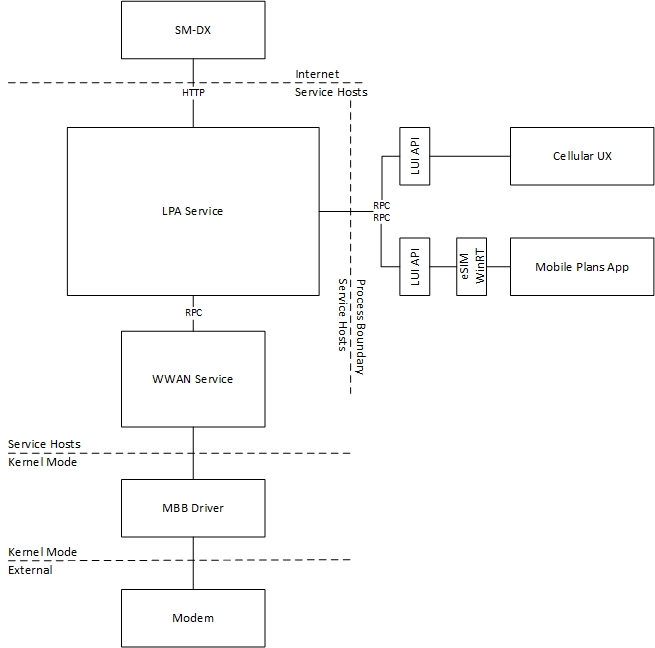 SM-DX
Internet
HTTP
Service Hosts
LPA Service
LUI API
Cellular UX
RPC
RPC
LUI API
eSIM
WinRT
Mobile Plans App
Process Boundary
Service Hosts
RPC
WWAN Service
Service Hosts
Kernel Mode
MBB Driver
Kernel Mode
External
Modem